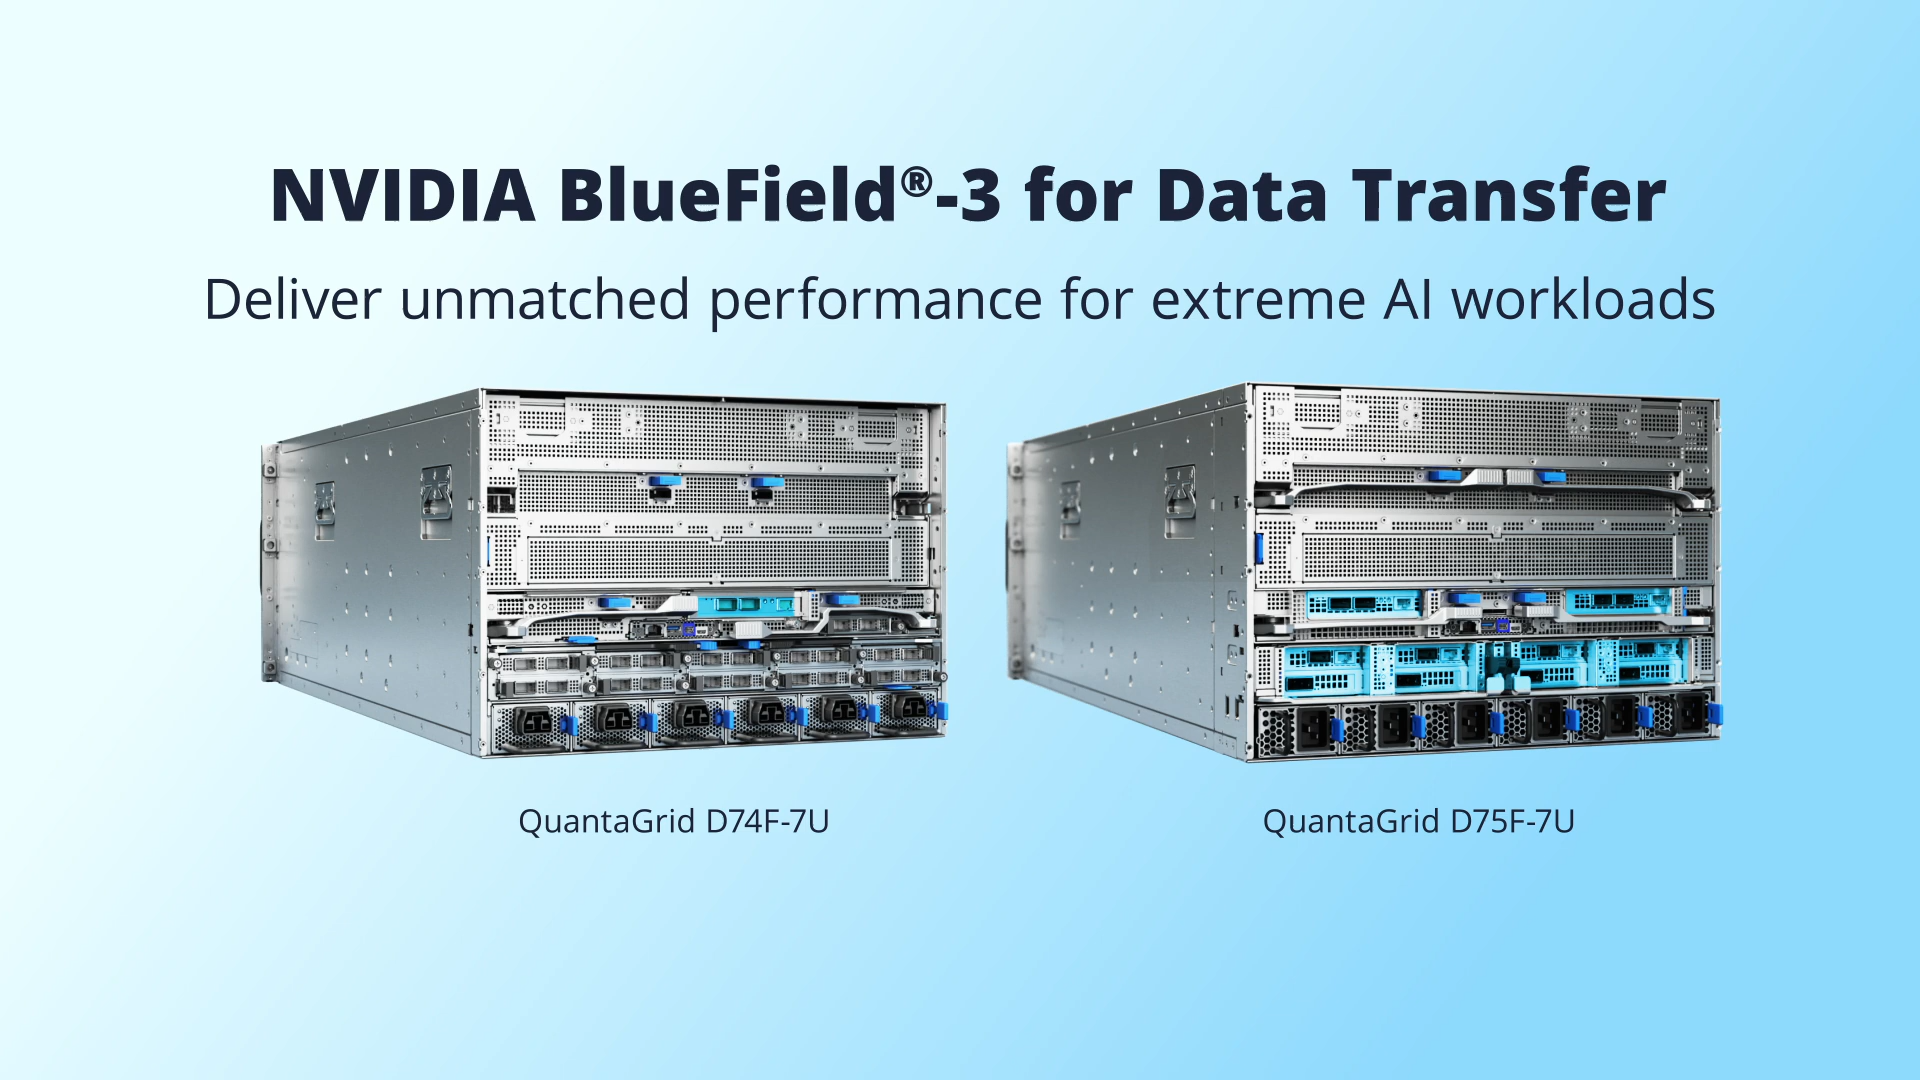 NVIDIA BlueField®-3 for Data Transfer
Deliver unmatched performance for extreme AI workloads
QuantaGrid D74F-7U
QuantaGrid D75F-7U